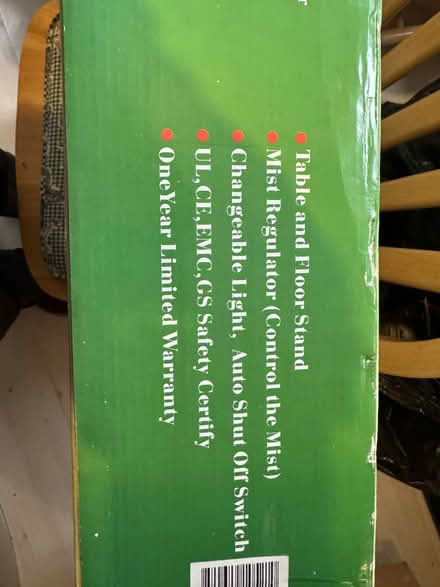 Table and Floor Stand
Mist Regulator (Control the Mist)
Changeable Light, Auto Shut Off Switch
UL,CE,EMC,GS Safety Certify
OneYear Limited Warranty